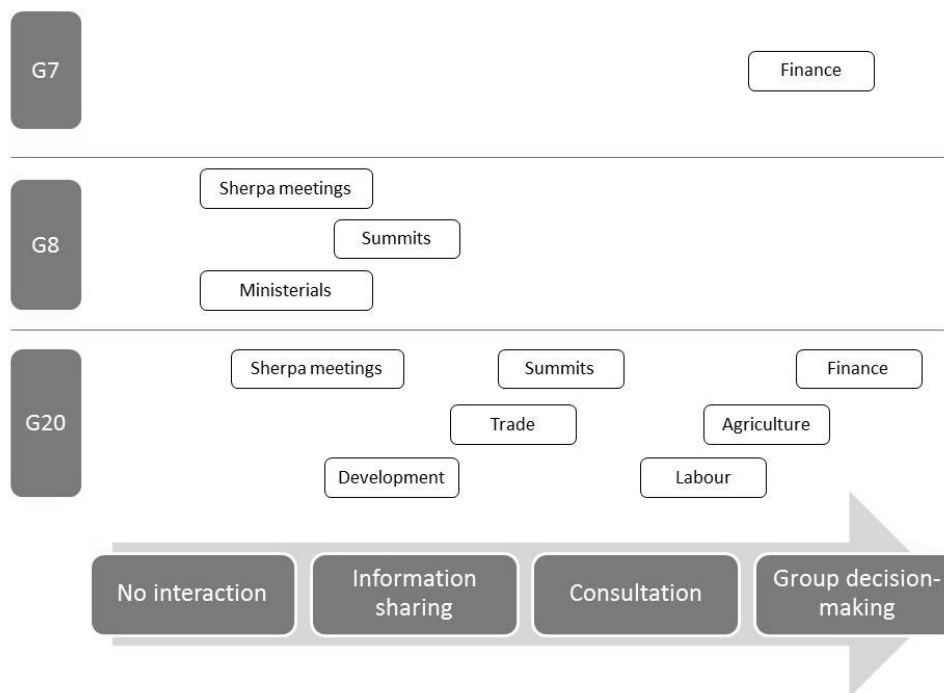 G7
Finance
G8
Sherpa meetings
Summits
Ministerials
G20
Sherpa meetings
Summits
Finance
Trade
Agriculture
Development
Labour
No interaction
Information
sharing
Consultation
Group decision-
making